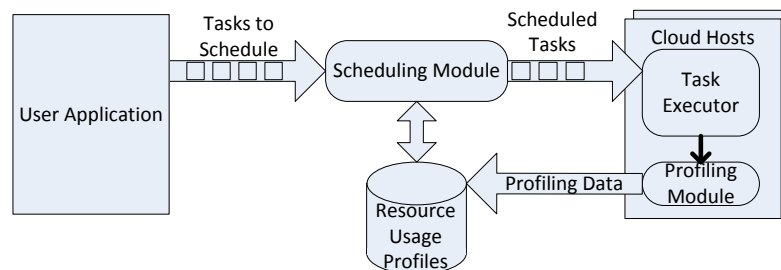 Tasks to
Schedule
Scheduled
Tasks
Cloud Hosts
User Application
Scheduling Module
Task
Executor
Profiling Data
Profiling
Module
Resource
Usage
Profiles